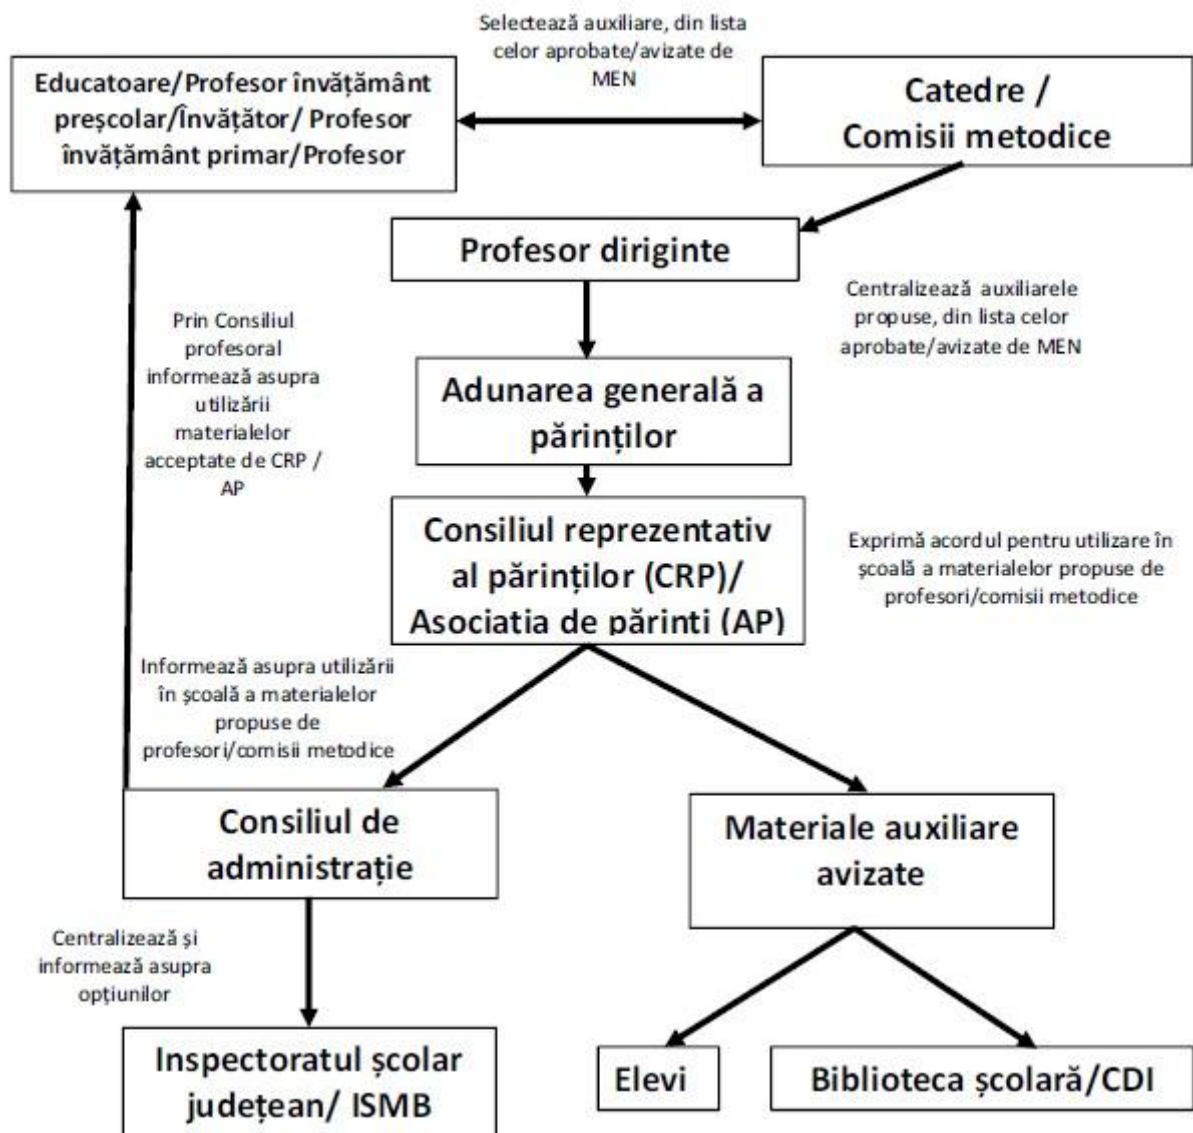 Selectează auxiliare, din lista
celor aprobate/avizate de
MEN
Educatoare/Profesor învățământ
preșcolar/Învățător/ Profesor
învățământ primar/Profesor
Catedre /
Comisii metodice
Profesor diriginte
Centralizează auxiliarele
propuse, din lista celor
aprobate/avizate de MEN
Prin Consiliul
profesoral
informează asupra
utilizării
materialelor
acceptate de CRP /
AP
Adunarea generală a
părinților
Consiliul reprezentativ
al părinților (CRP)/
Asociatia de părinti (AP)
Exprimă acordul pentru utilizare în
școală a materialelor propuse de
profesori/comisii metodice
Informează asupra utilizării
în școală a materialelor
propuse de
profesori/comisii metodice
Consiliul de
administrație
Materiale auxiliare
avizate
Centralizează și
informează asupra
opțiunilor
Inspectoratul școlar
județean/ ISMB
Elevi
Biblioteca școlară/CDI